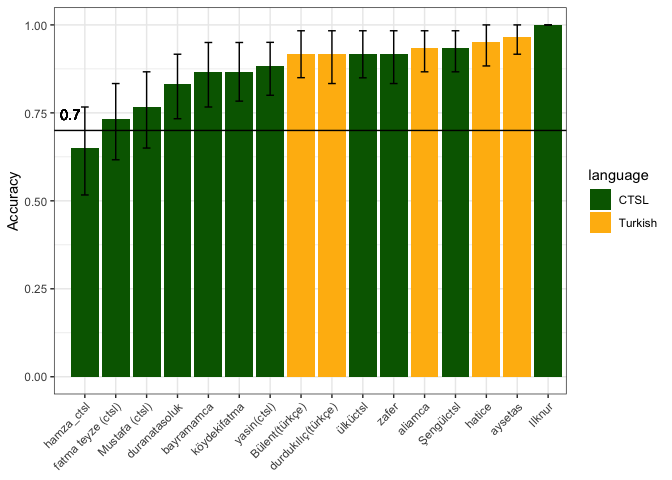 1.00
0.75
0.7
0.50
0.25
0.00
Accuracy
hamza_ctsl
fatma teyze (ctsl)
Mustafa (ctsl)
duranatasoluk
bayramamca
köydekifatma
yasin(ctsl)
Bülent(türkçe)
durdukılıç(türkçe)
ülküctsl
zafer
aliamca
Şengülctsl
hatice
aysetas
Ilknur
language
CTSL
Turkish